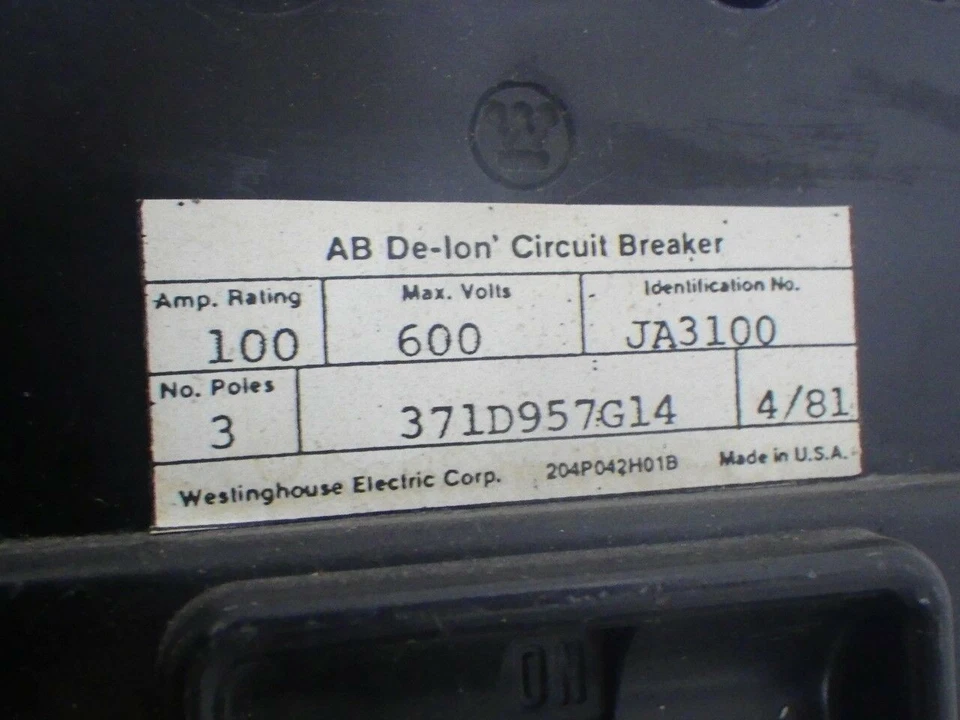 AB De-Ion' Circuit Breaker
Amp. Rating Max. Volts Identification No.
100 600 JA3100
No. Poles
3 371D957G14 4/81
Westinghouse Electric Corp. 204P042H01B Made in U.S.A.
ON